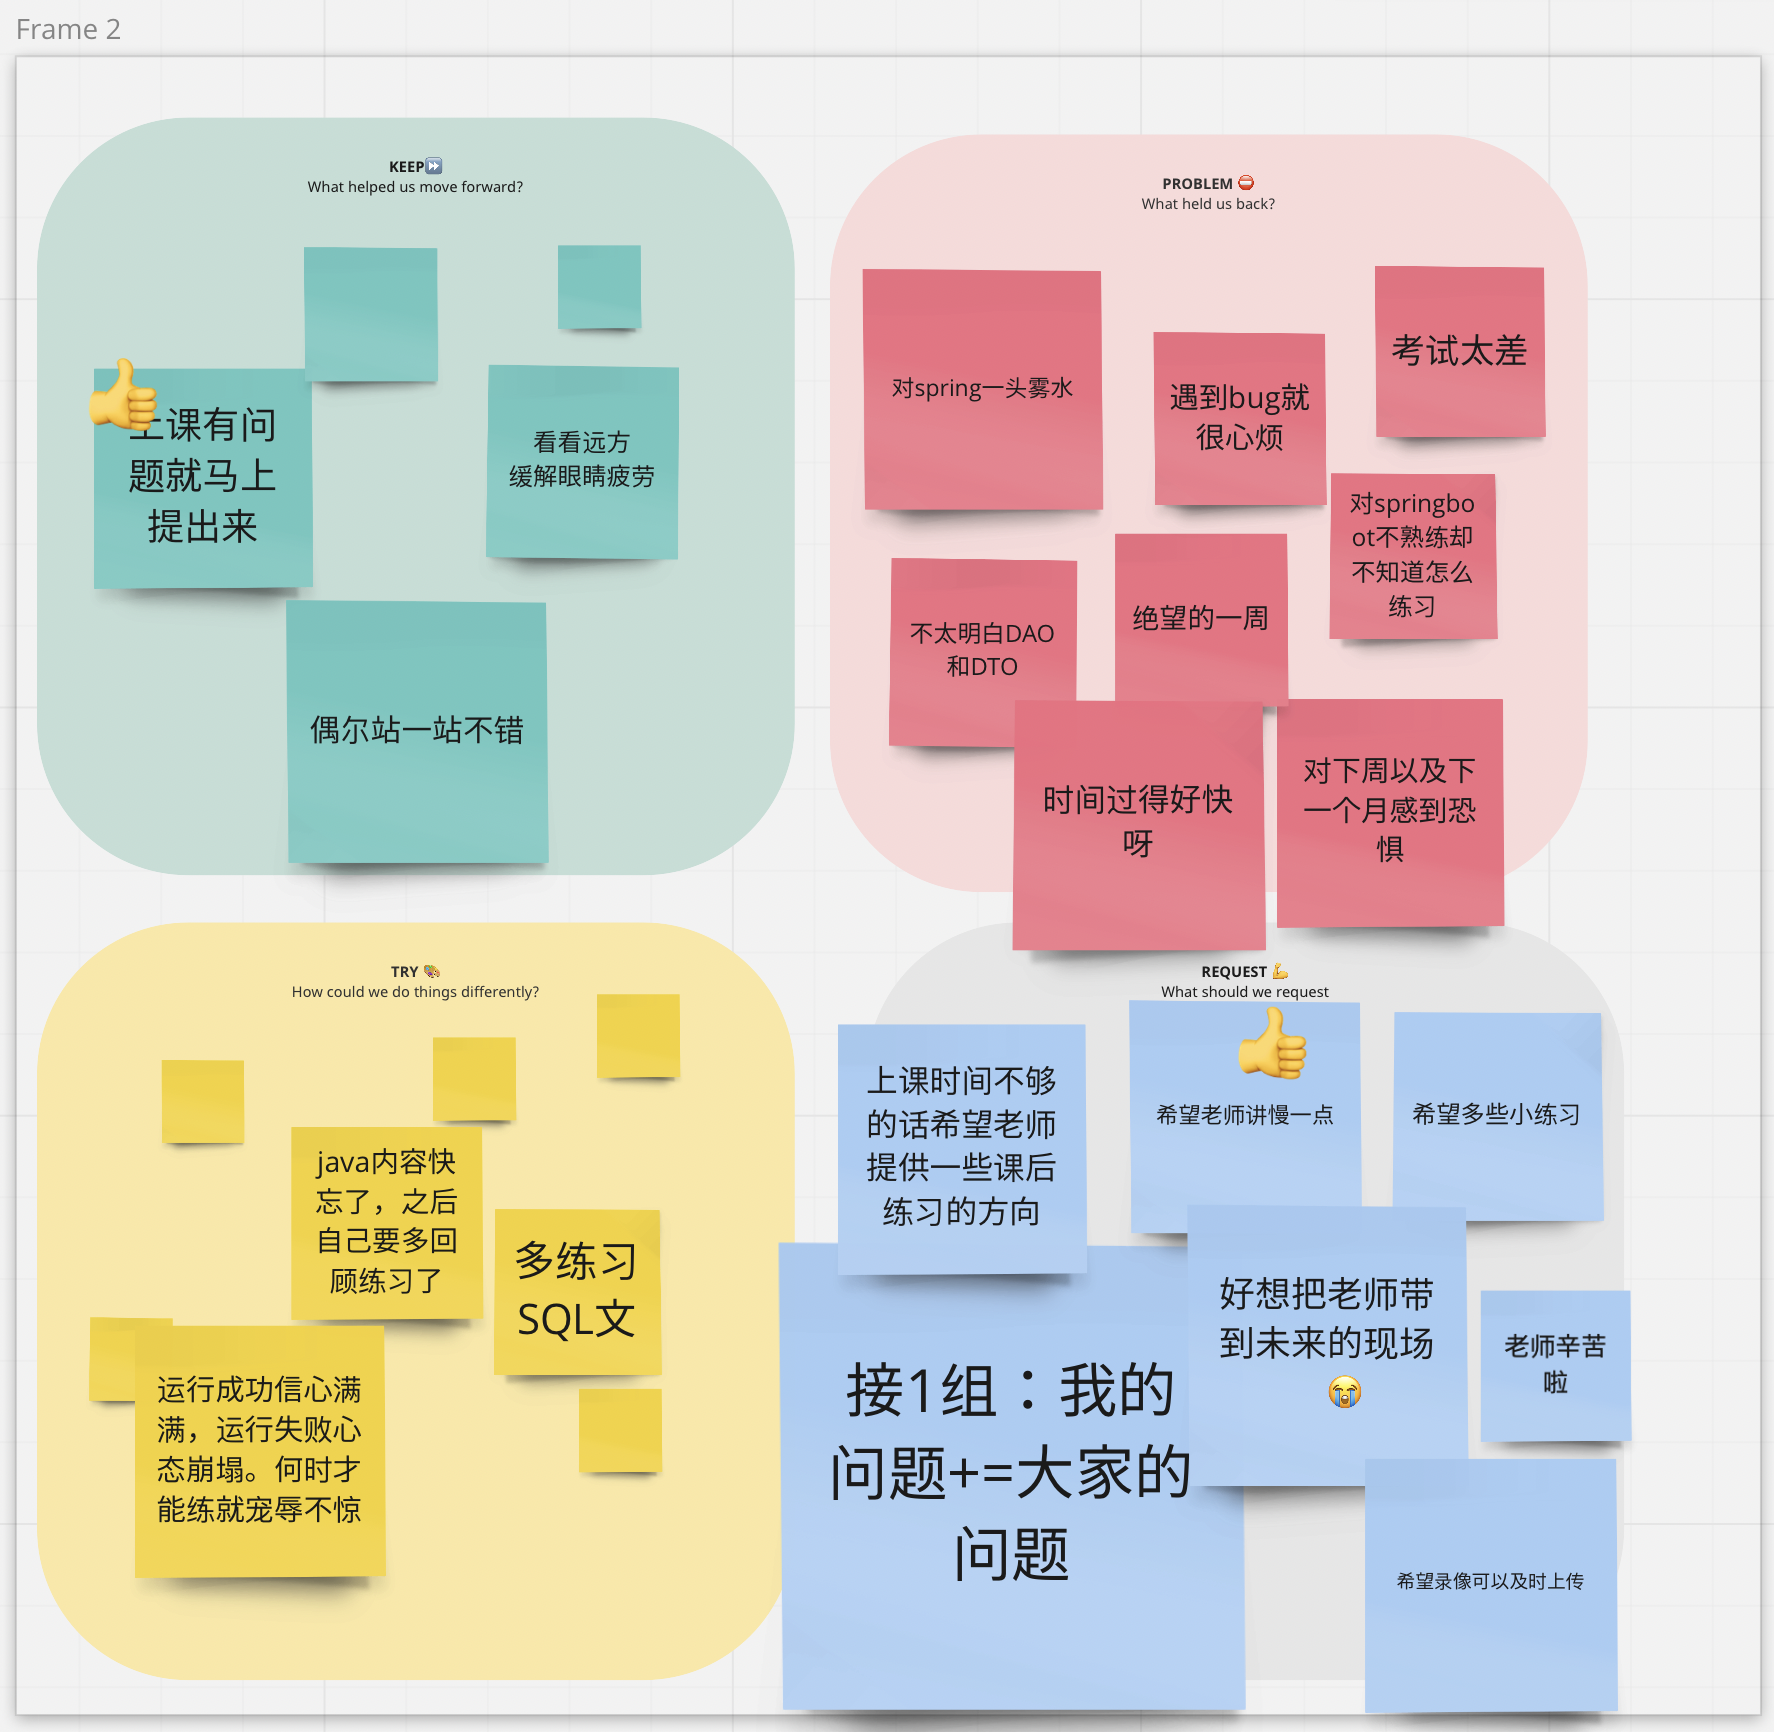 Frame 2
KEEP⏩
What helped us move forward?
上课有问
题就马上
提出来
看看远方
缓解眼睛疲劳
偶尔站一站不错
PROBLEM ⛔
What held us back?
对spring一头雾水
遇到bug就
很心烦
考试太差
对springbo
ot不熟练却
不知道怎么
练习
不太明白DAO
和DTO
绝望的一周
时间过得好快
呀
对下周以及下
一个月感到恐
惧
TRY 🎨
How could we do things differently?
java内容快
忘了，之后
自己要多回
顾练习了
多练习
SQL文
运行成功信心满
满，运行失败心
态崩塌。何时才
能练就宠辱不惊
REQUEST 💪
What should we request
上课时间不够
的话希望老师
提供一些课后
练习的方向
希望老师讲慢一点
希望多些小练习
好想把老师带
到未来的现场
😭
老师辛苦
啦
接1组：我的
问题+=大家的
问题
希望录像可以及时上传